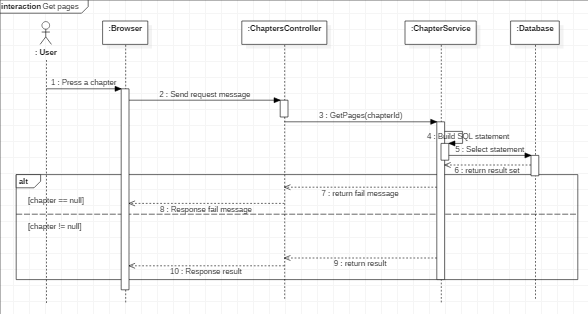 interaction Get pages
:Browser
:ChaptersController
:ChapterService
:Database
: User
1 : Press a chapter
2 : Send request message
3 : GetPages(chapterId)
4 : Build SQL statement
5 : Select statement
6 : return result set
alt
7 : return fail message
[chapter == null]
8 : Response fail message
[chapter != null]
9 : return result
10 : Response result